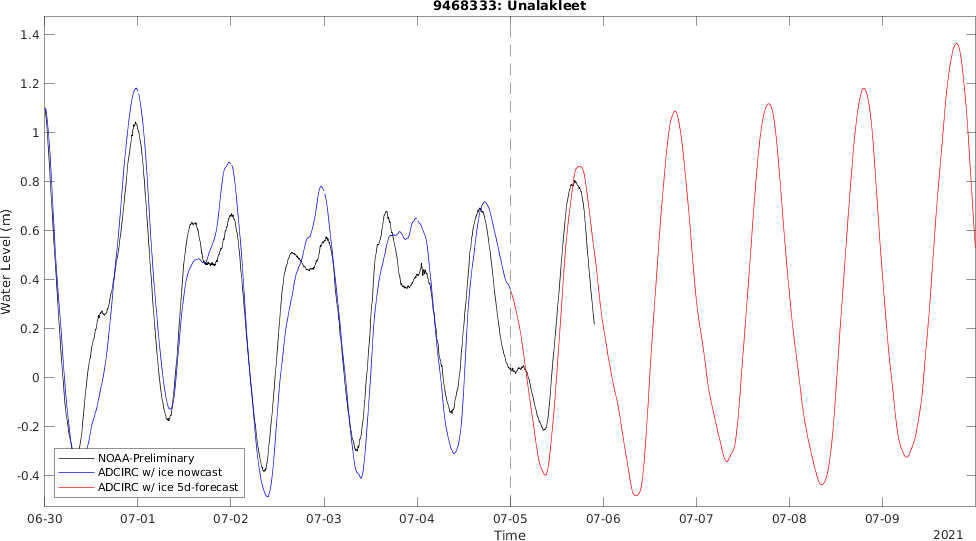 9468333: Unalakleet
1.4
1.2
1
0.8
0.6
0.4
0.2
0
-0.2
-0.4
Water Level (m)
NOAA-Preliminary
ADCIRC w/ ice nowcast
ADCIRC w/ ice 5d-forecast
06-30 07-01 07-02 07-03 07-04 07-05 07-06 07-07 07-08 07-09
Time
2021